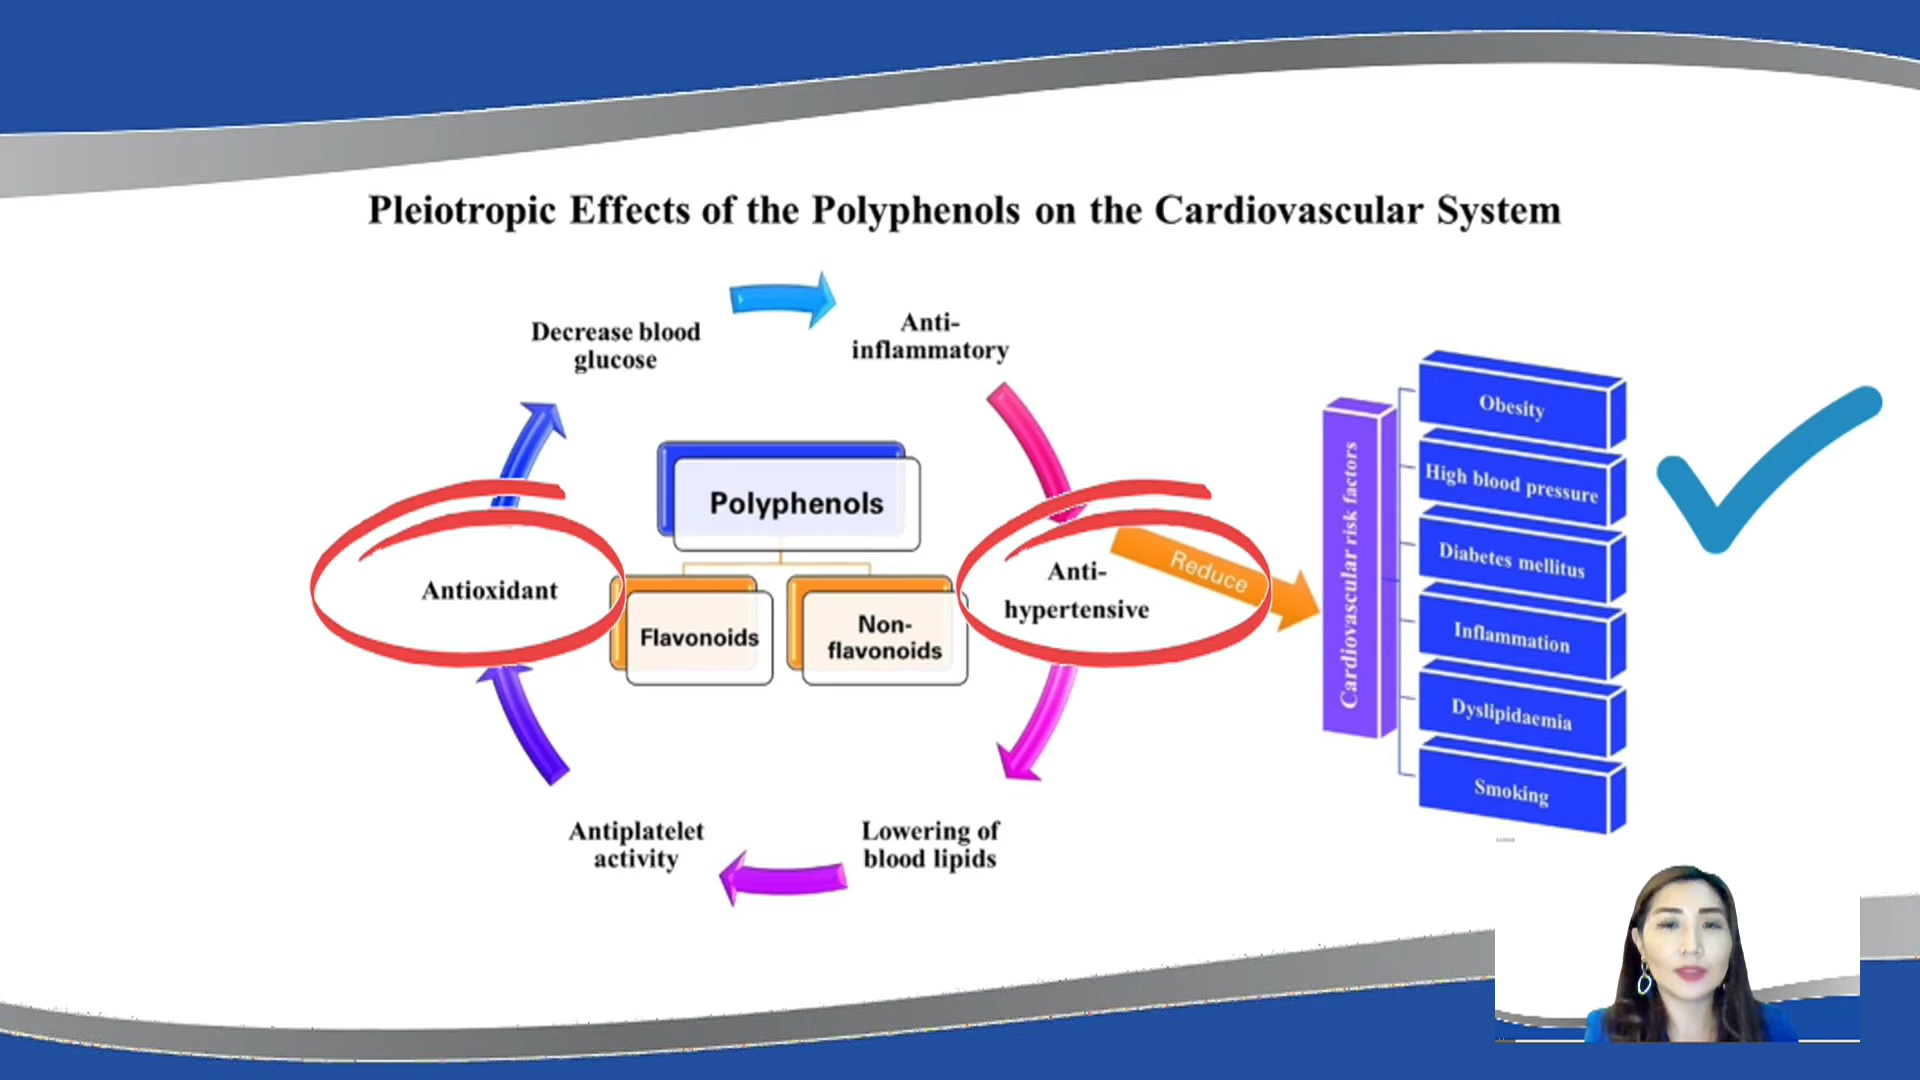 Pleiotropic Effects of the Polyphenols on the Cardiovascular System
Decrease blood
glucose
Anti-
inflammatory
Polyphenols
Antioxidant
Flavonoids
Non-
flavonoids
Anti-
hypertensive
Reduce
Antiplatelet
activity
Lowering of
blood lipids
Cardiovascular risk factors
Obesity
High blood pressure
Diabetes mellitus
Inflammation
Dyslipidaemia
Smoking